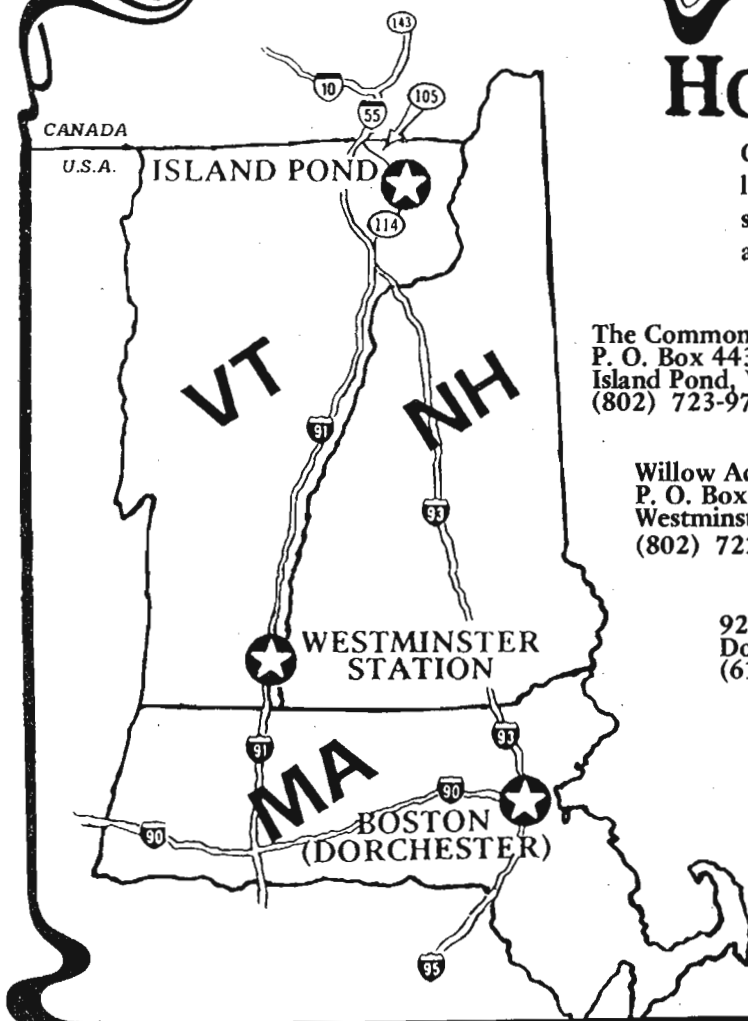 143
10
55
105
CANADA
U.S.A.
ISLAND POND
114
VT
NH
91
93
WESTMINSTER
STATION
91
93
MA
90
90
BOSTON
(DORCHESTER)
95
Ho
The Common
P. O. Box 443
Island Pond,
(802) 723-97
Willow Ac
P. O. Box
Westminst
(802) 72
92
Do
(61